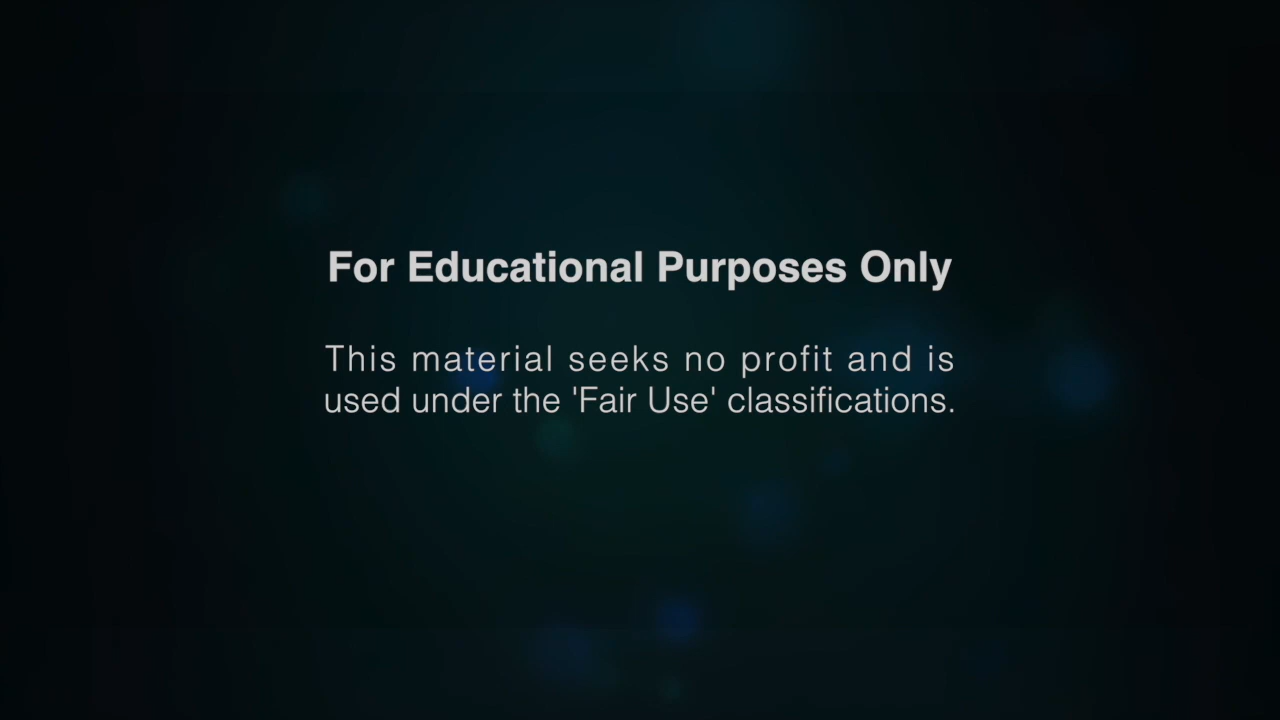 For Educational Purposes Only
This material seeks no profit and is
used under the 'Fair Use' classifications.